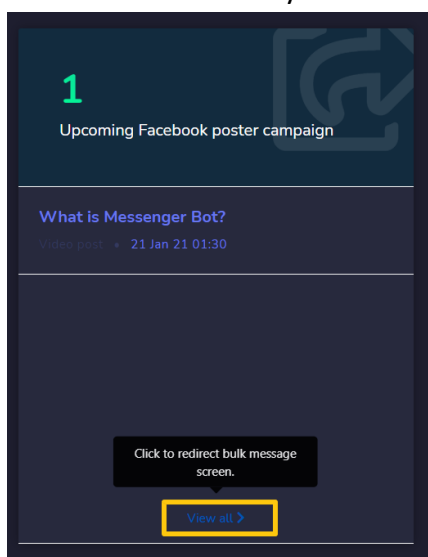 1
Upcoming Facebook poster campaign
What is Messenger Bot?
Video post • 21 Jan 21 01:30
Click to redirect bulk message
screen.
View all >